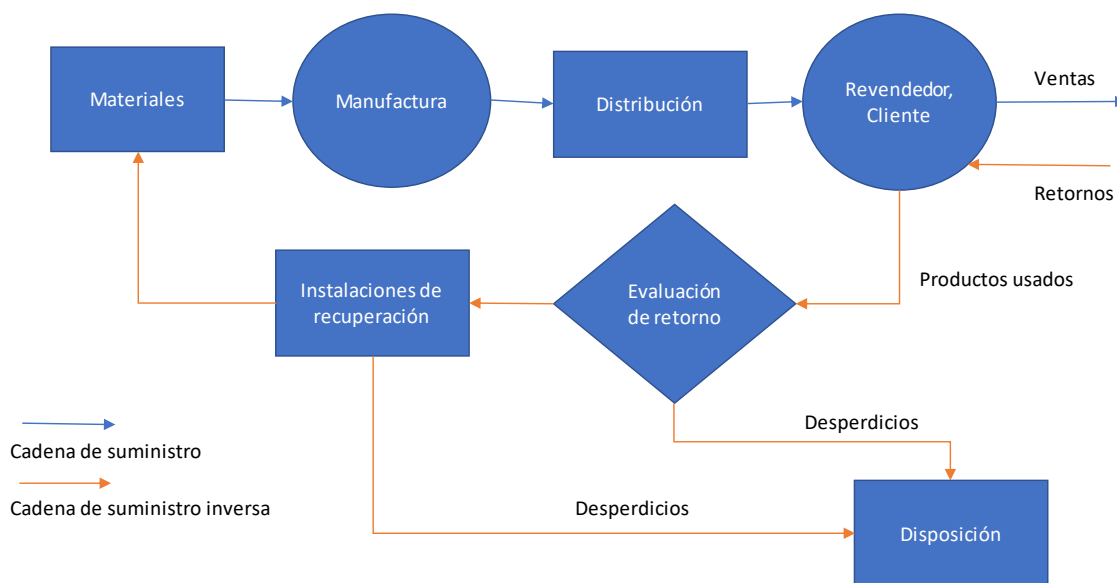 Materiales
Manufactura
Distribución
Revendedor,
Cliente
Ventas
Retornos
Productos usados
Evaluación
de retorno
Instalaciones de
recuperación
Desperdicios
Cadena de suministro
Cadena de suministro inversa
Desperdicios
Disposición